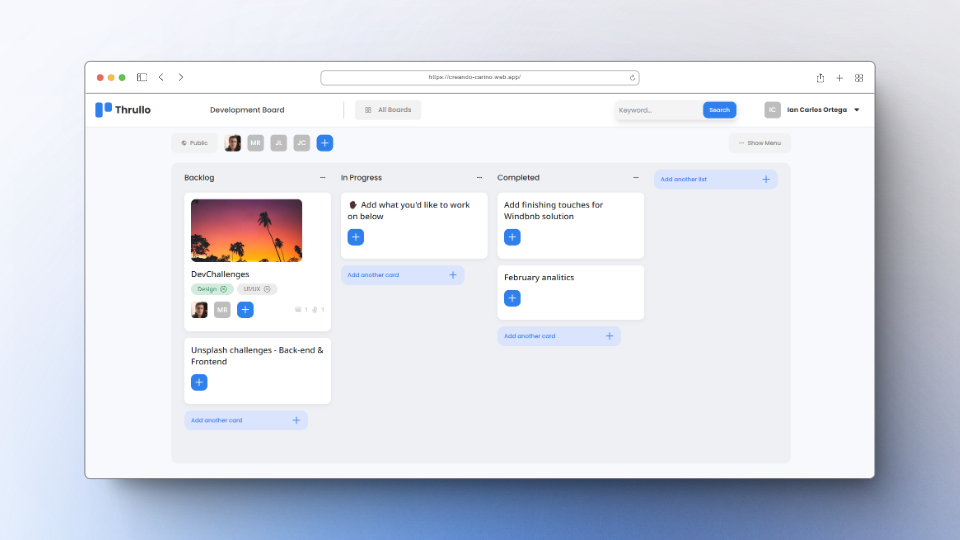 https://creando-carino.web.app/
Thrullo
Development Board
All Boards
Keyword...
Search
IC
Ian Carlos Ortega
Public
MR
JL
JC
Show Menu
Backlog
DevChallenges
Design
UI/UX
MR
1
1
Unsplash challenges - Back-end &
Frontend
Add another card
In Progress
Add what you'd like to work
on below
Add another card
Completed
Add finishing touches for
Windbnb solution
February analitics
Add another card
Add another list